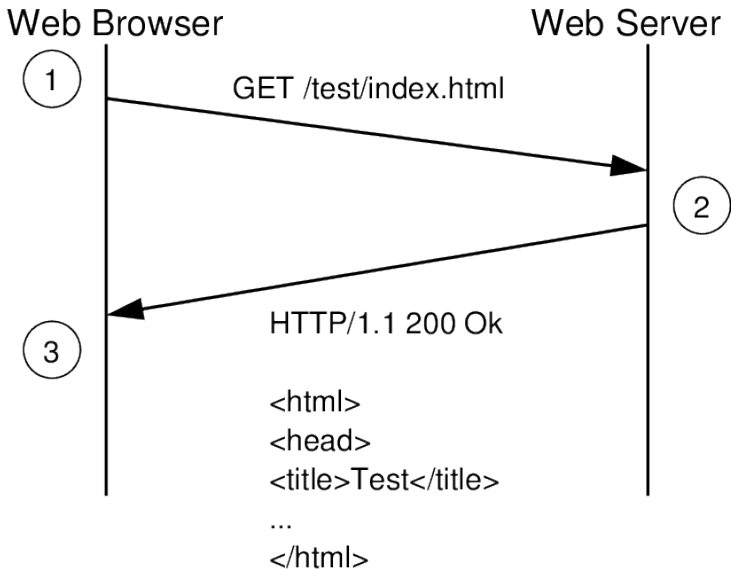 Web Browser
Web Server
1
GET /test/index.html
2
HTTP/1.1 200 Ok
3
<html>
<head>
<title>Test</title>
...
</html>